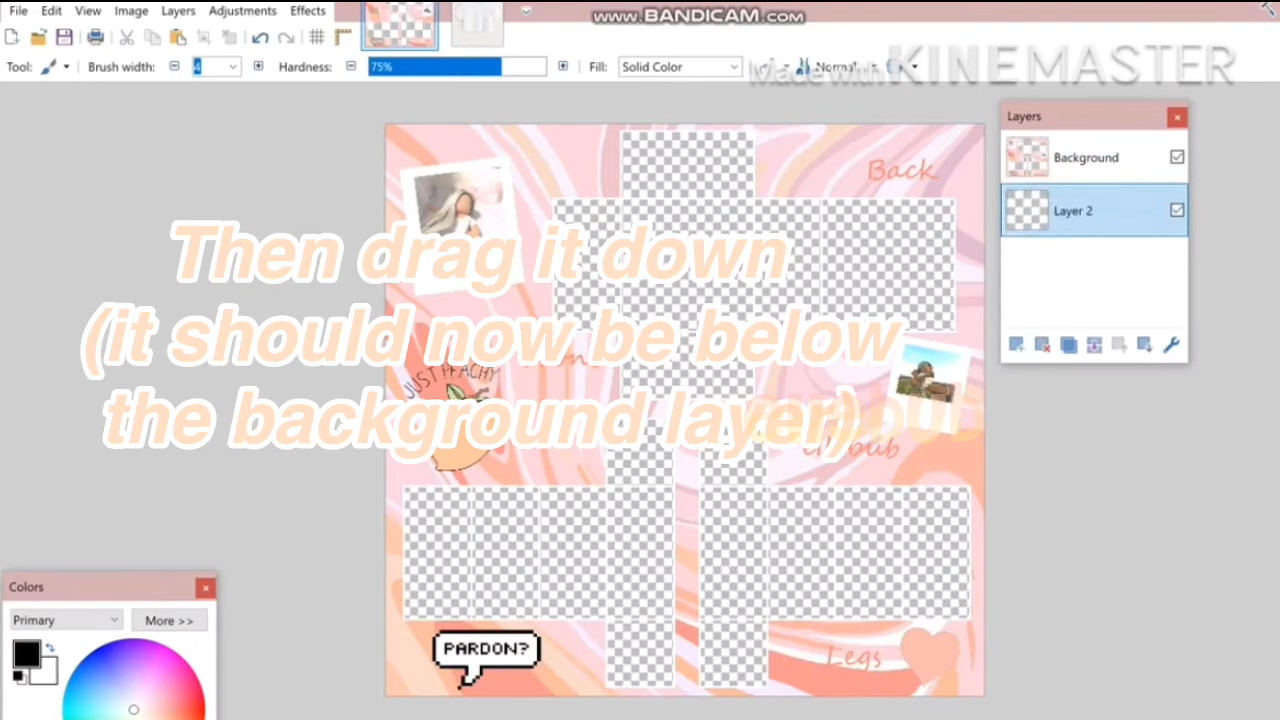 File Edit View Image Layers Adjustments Effects
www.BANDICAM.com
Tool: Brush width: 4 Hardness: 75% Fill: Solid Color Normal
Made with KINEMASTER
Layers
Background
Layer 2
Back
Then drag it down
(it should now be below
the background layer)
JUST PEACHY
Colors
Primary
More >>
PARDON?
Legs